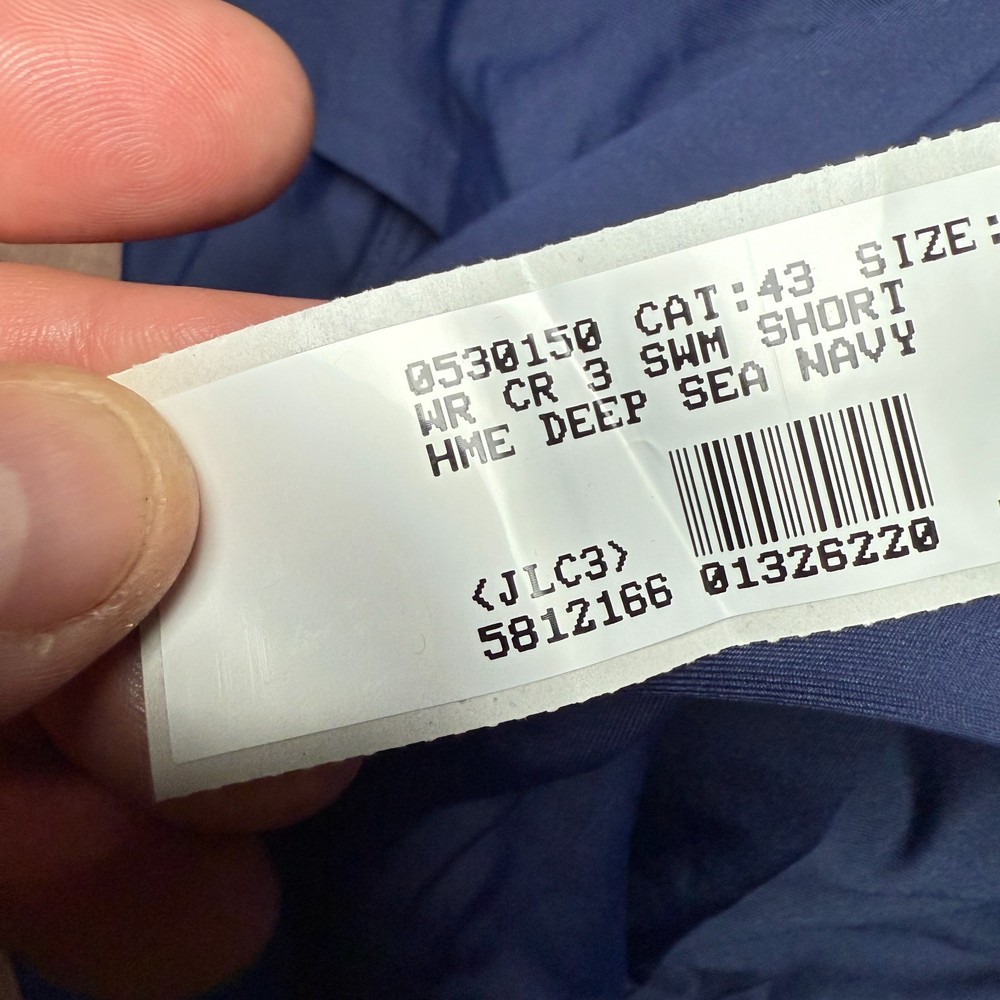 0530150 CAT:43 SIZE:
WR CR 3 SWM SHORT
HME DEEP SEA NAVY
(JLC3)
5812166 01326220